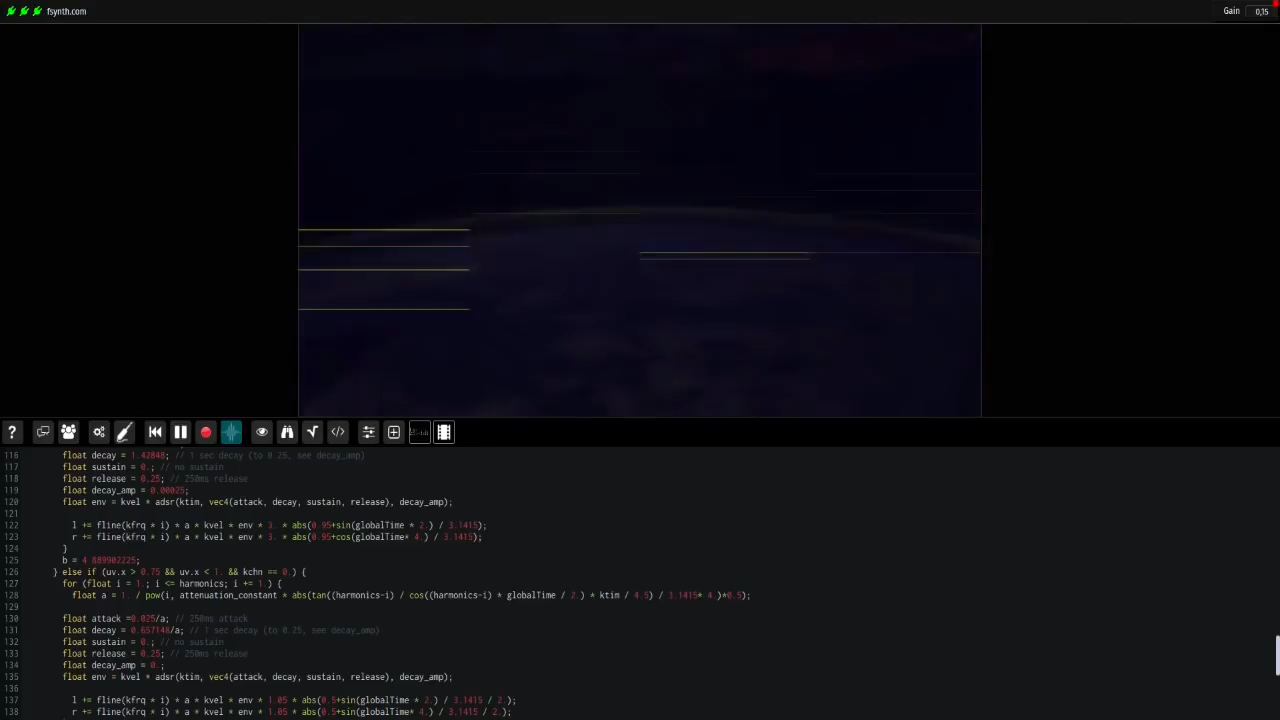 fsynth.com
Gain 0,15
116 float decay = 1.42848; // 1 sec decay (to 0.25, see decay_amp)
117 float sustain = 0.; // no sustain
118 float release = 0.25; // 250ms release
119 float decay_amp = 0.00025;
120 float env = kvel * adsr(ktim, vec4(attack, decay, sustain, release), decay_amp);
121
122 l += fline(kfrq * i) * a * kvel * env * 3. * abs(0.95+sin(globalTime * 2.) / 3.1415);
123 r += fline(kfrq * i) * a * kvel * env * 3. * abs(0.95+cos(globalTime* 4.) / 3.1415);
124 }
125 b = 4 889902225;
126 } else if (uv.x > 0.75 && uv.x < 1. && kchn == 0.) {
127 for (float i = 1.; i <= harmonics; i += 1.) {
128 float a = 1. / pow(i, attenuation_constant * abs(tan((harmonics-i) / cos((harmonics-i) * globalTime / 2.) * ktim / 4.5) / 3.1415* 4.)*0.5);
129
130 float attack =0.025/a; // 250ms attack
131 float decay = 0.657148/a; // 1 sec decay (to 0.25, see decay_amp)
132 float sustain = 0.; // no sustain
133 float release = 0.25; // 250ms release
134 float decay_amp = 0.;
135 float env = kvel * adsr(ktim, vec4(attack, decay, sustain, release), decay_amp);
136
137 l += fline(kfrq * i) * a * kvel * env * 1.05 * abs(0.5+sin(globalTime * 2.) / 3.1415 / 2.);
138 r += fline(kfrq * i) * a * kvel * env * 1.05 * abs(0.5+sin(globalTime* 4.) / 3.1415 / 2.);